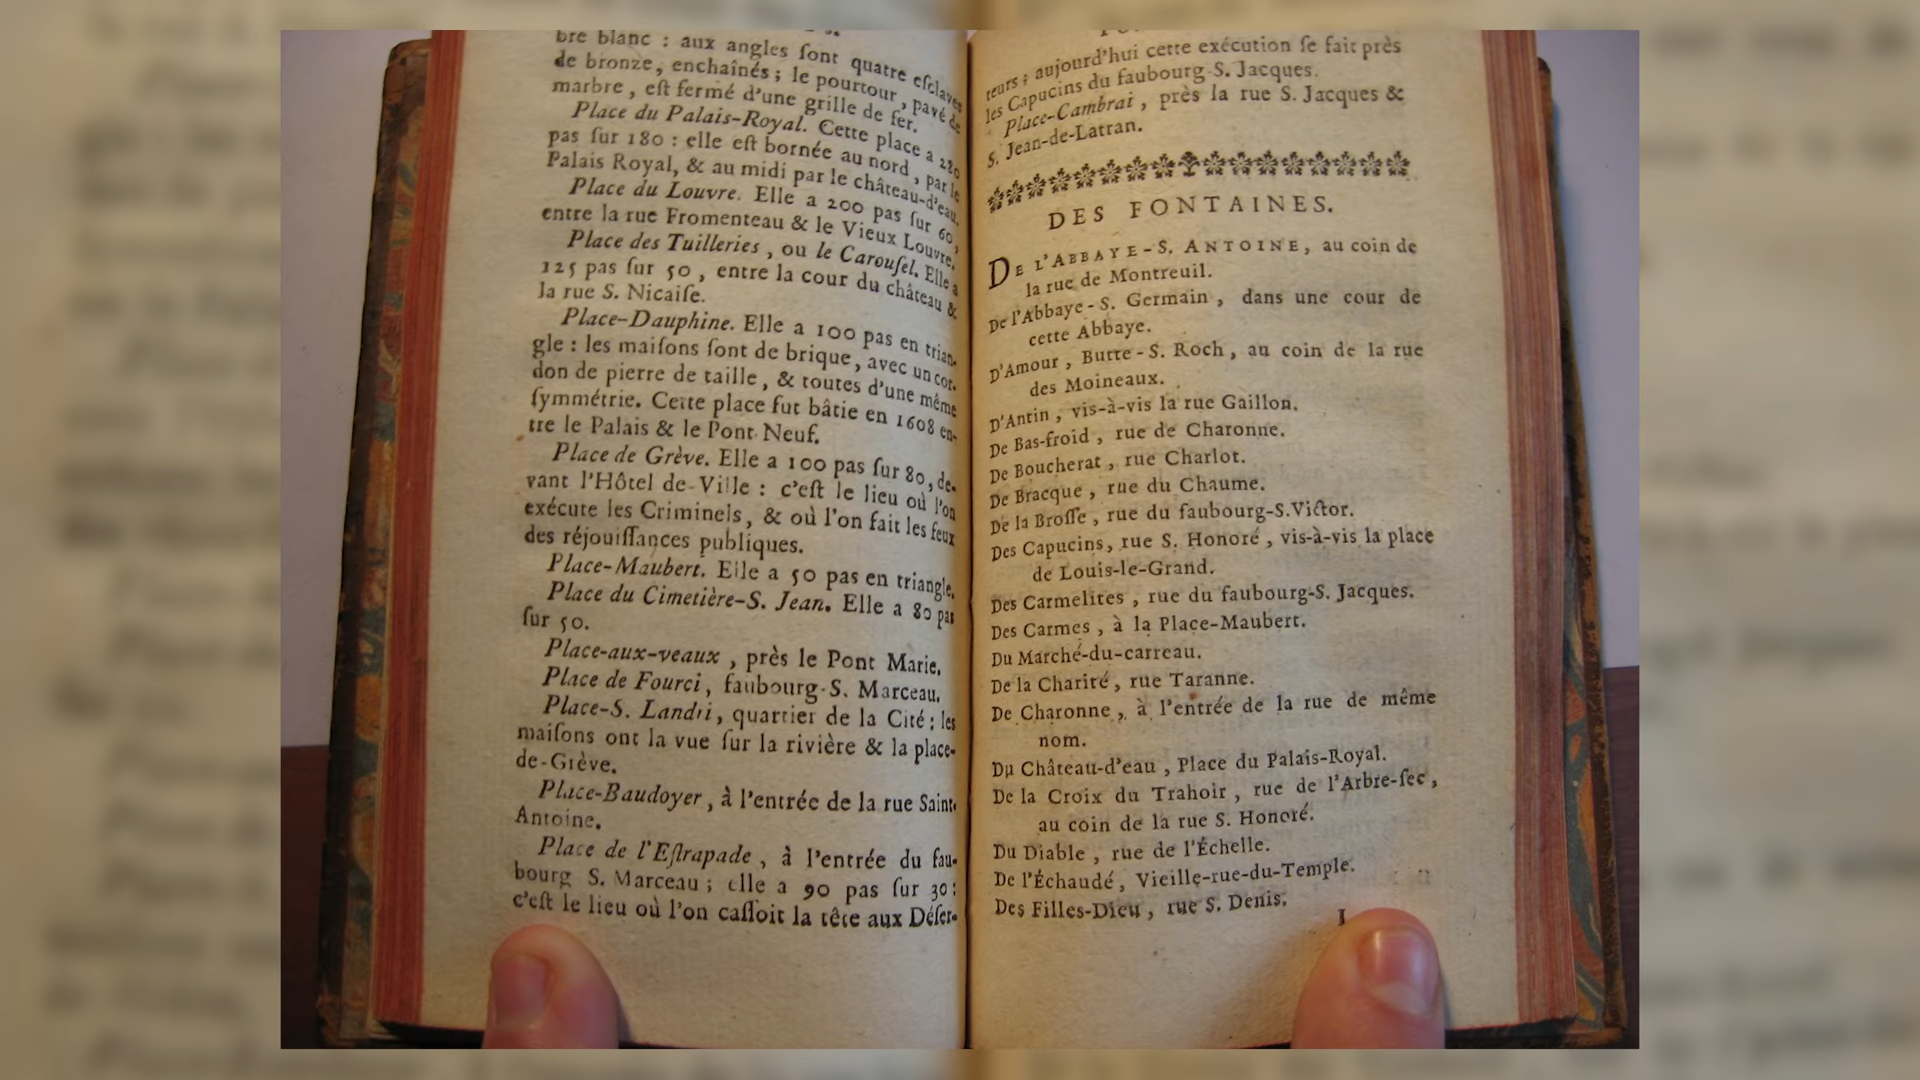 bre blanc : aux angles ſont quatre eſclaves
de bronze, enchaînés ; le pourtour, pavé de
marbre, eſt fermé d'une grille de fer.
Place du Palais-Royal. Cette place a 280
pas ſur 180 : elle eſt bornée au nord, par le
Palais Royal, & au midi par le château-d'eau.
Place du Louvre. Elle a 200 pas ſur 60,
entre la rue Fromenteau & le Vieux Louvre.
Place des Tuilleries, ou le Carouſel. Elle a
125 pas ſur 50, entre la cour du château &
la rue S. Nicaiſe.
Place-Dauphine. Elle a 100 pas en trian-
gle : les maiſons ſont de brique, avec un cor-
don de pierre de taille, & toutes d'une même
ſymmétrie. Cette place fut bâtie en 1608 en-
tre le Palais & le Pont Neuf.
Place de Grève. Elle a 100 pas ſur 80, de-
vant l'Hôtel de Ville : c'eſt le lieu où l'on
exécute les Criminels, & où l'on fait les feux
des réjouiſſances publiques.
Place-Maubert. Elle a 50 pas en triangle.
Place du Cimetière-S. Jean. Elle a 80 pas
ſur 50.
Place-aux-veaux, près le Pont Marie.
Place de Fourci, faubourg-S. Marceau.
Place-S. Landri, quartier de la Cité : les
maiſons ont la vue ſur la rivière & la place-
de-Grève.
Place-Baudoyer, à l'entrée de la rue Saint-
Antoine.
Place de l'Eſtrapade, à l'entrée du fau-
bourg S. Marceau ; elle a 90 pas ſur 30 :
c'eſt le lieu où l'on caſſoit la tête aux Déſer-
teurs ; aujourd'hui cette exécution ſe fait près
les Capucins du faubourg-S. Jacques.
Place-Cambrai, près la rue S. Jacques &
S. Jean-de-Latran.
DES FONTAINES.
DE L'ABBAYE-S. ANTOINE, au coin de
la rue de Montreuil.
De l'Abbaye-S. Germain, dans une cour de
cette Abbaye.
D'Amour, Butte-S. Roch, au coin de la rue
des Moineaux.
D'Antin, vis-à-vis la rue Gaillon.
De Bas-froid, rue de Charonne.
De Boucherat, rue Charlot.
De Bracque, rue du Chaume.
De la Broſſe, rue du faubourg-S.Victor.
Des Capucins, rue S. Honoré, vis-à-vis la place
de Louis-le-Grand.
Des Carmelites, rue du faubourg-S. Jacques.
Des Carmes, à la Place-Maubert.
Du Marché-du-carreau.
De la Charité, rue Taranne.
De Charonne, à l'entrée de la rue de même
nom.
Du Château-d'eau, Place du Palais-Royal.
De la Croix du Trahoir, rue de l'Arbre-ſec,
au coin de la rue S. Honoré.
Du Diable, rue de l'Échelle.
De l'Échaudé, Vieille-rue-du-Temple.
Des Filles-Dieu, rue S. Denis.
I